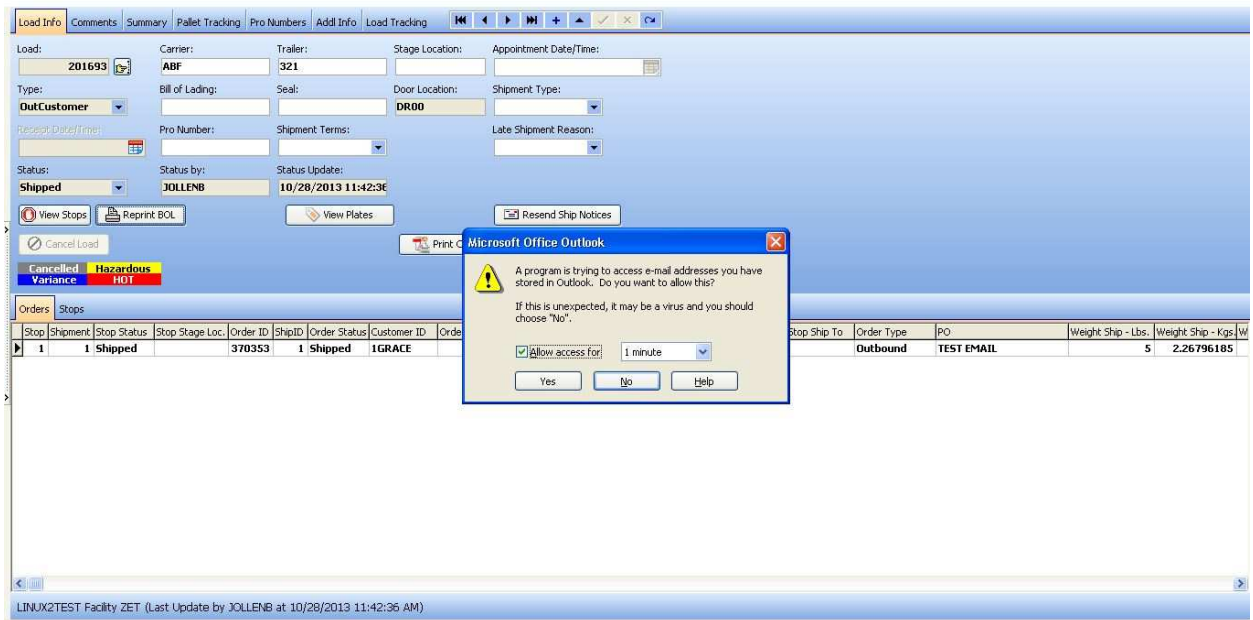 Load Info Comments Summary Pallet Tracking Pro Numbers Addl Info Load Tracking
Load: Carrier: Trailer: Stage Location: Appointment Date/Time:
201693 ABF 321
Type: Bill of Lading: Seal: Door Location: Shipment Type:
OutCustomer DR00
Receipt Date/Time: Pro Number: Shipment Terms: Late Shipment Reason:
Status: Status by: Status Update:
Shipped JOLLENB 10/28/2013 11:42:36
View Stops Reprint BOL View Plates Resend Ship Notices
Cancel Load Print
Cancelled Hazardous
Variance HOT
Microsoft Office Outlook
A program is trying to access e-mail addresses you have
stored in Outlook. Do you want to allow this?
If this is unexpected, it may be a virus and you should
choose "No".
Allow access for 1 minute
Yes No Help
Orders Stops
Stop Shipment Stop Status Stop Stage Loc. Order ID ShipID Order Status Customer ID Orde Stop Ship To Order Type PO Weight Ship - Lbs. Weight Ship - Kgs. W
1 1 Shipped 370353 1 Shipped 1GRACE Outbound TEST EMAIL 5 2.26796185
LINUX2TEST Facility ZET (Last Update by JOLLENB at 10/28/2013 11:42:36 AM)